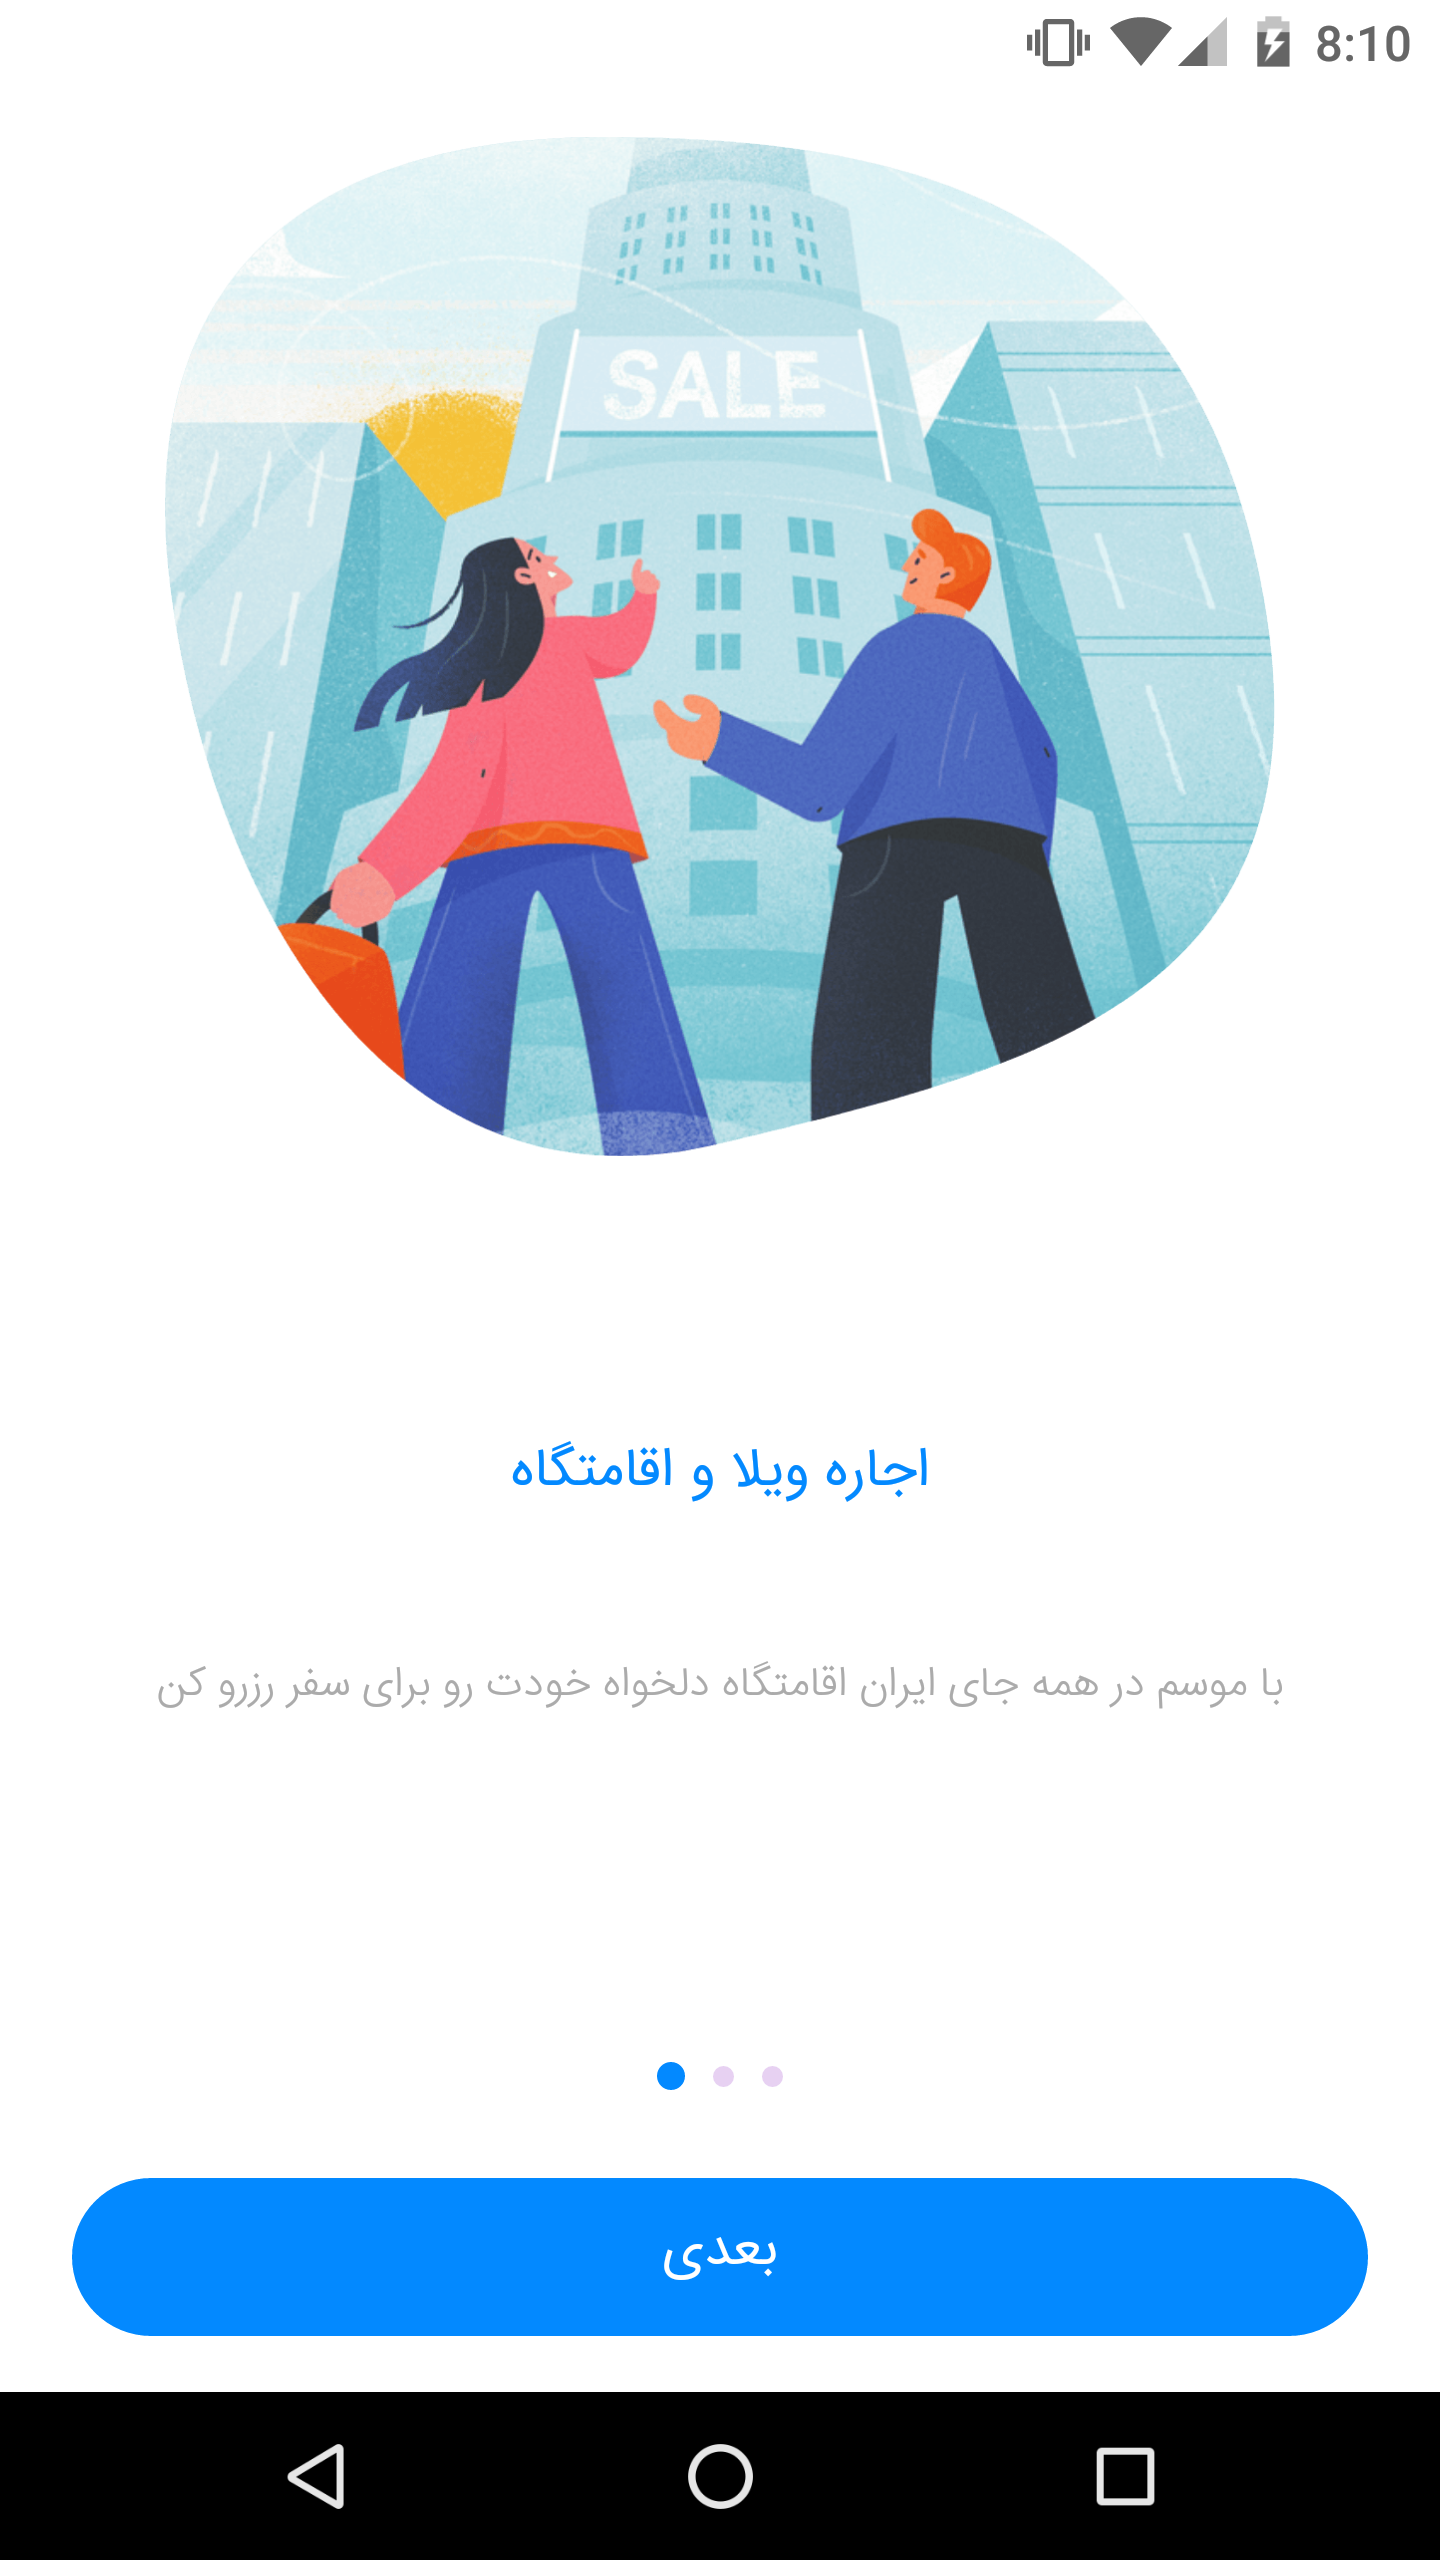 8:10
SALE
اجاره ویلا و اقامتگاه
با موسم در همه جای ایران اقامتگاه دلخواه خودت رو برای سفر رزرو کن
بعدی